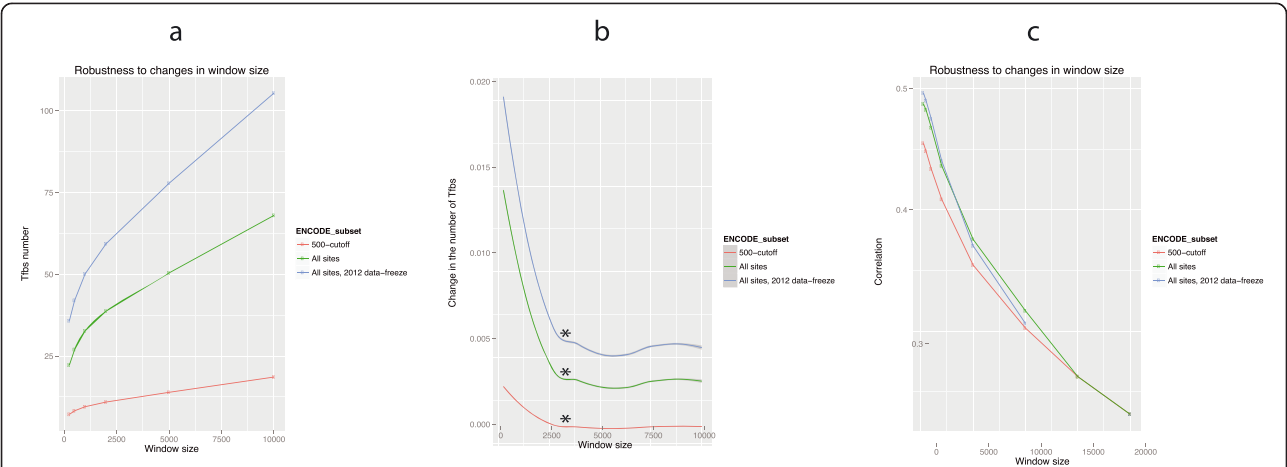 a
Robustness to changes in window size
Tfbs number
100
75
50
25
0 2500 5000 7500 10000
Window size
ENCODE_subset
500-cutoff
All sites
All sites, 2012 data-freeze
b
Change in the number of Tfbs
0.020
0.015
0.010
0.005
0.000
*
*
*
0 2500 5000 7500 10000
Window size
ENCODE_subset
500-cutoff
All sites
All sites, 2012 data-freeze
c
Robustness to changes in window size
Correlation
0.5
0.4
0.3
0 5000 10000 15000 20000
Window size
ENCODE_subset
500-cutoff
All sites
All sites, 2012 data-freeze